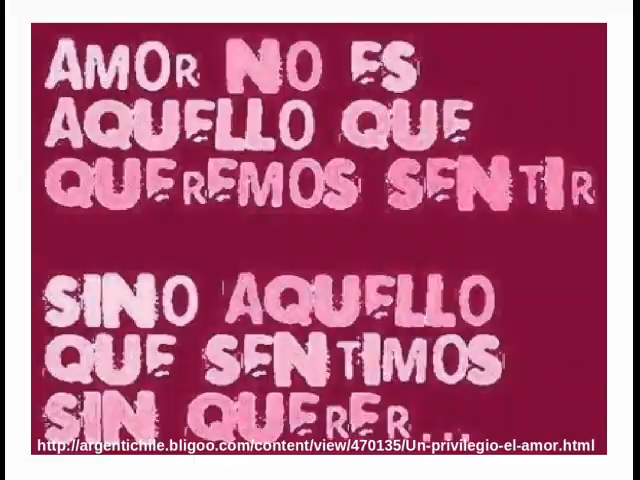 AMOR NO ES
AQUELLO QUE
QUEREMOS SENTIR
SINO AQUELLO
QUE SENTIMOS
SIN QUERER...
http://argentichile.bligoo.com/content/view/470135/Un-privilegio-el-amor.html